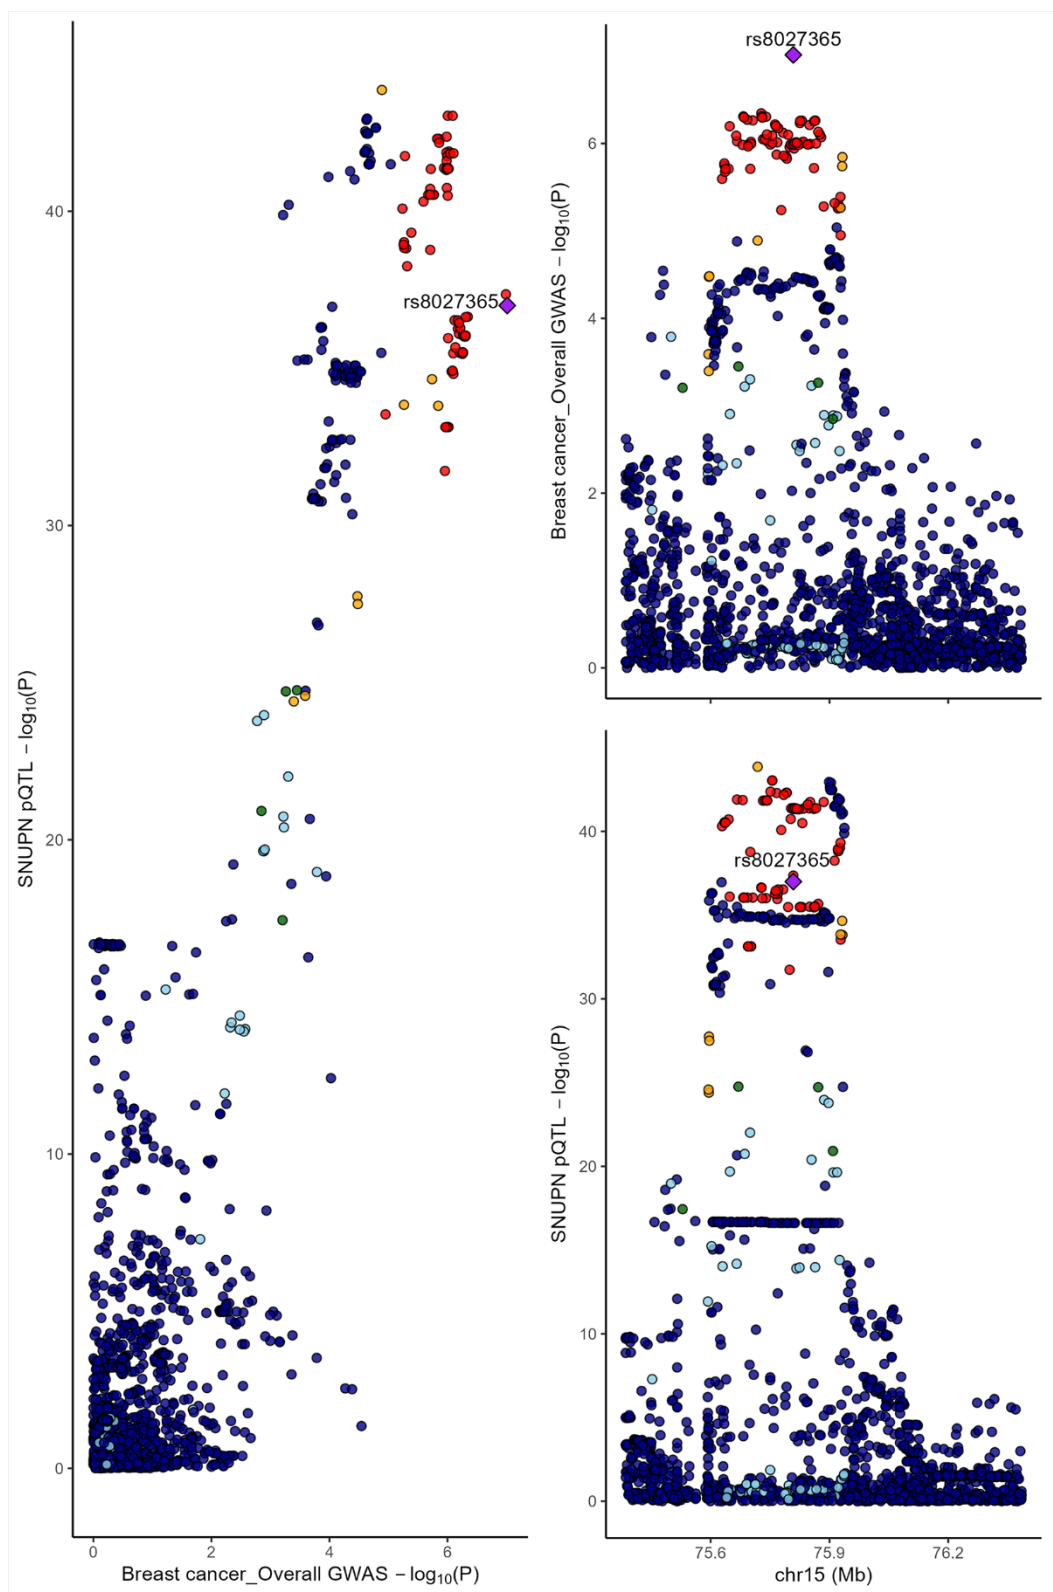 SNUPN pQTL − log10(P)
40
30
20
10
0
rs8027365
0 2 4 6
Breast cancer_Overall GWAS − log10(P)
Breast cancer_Overall GWAS − log10(P)
6
4
2
0
rs8027365
SNUPN pQTL − log10(P)
40
30
20
10
0
rs8027365
75.6 75.9 76.2
chr15 (Mb)